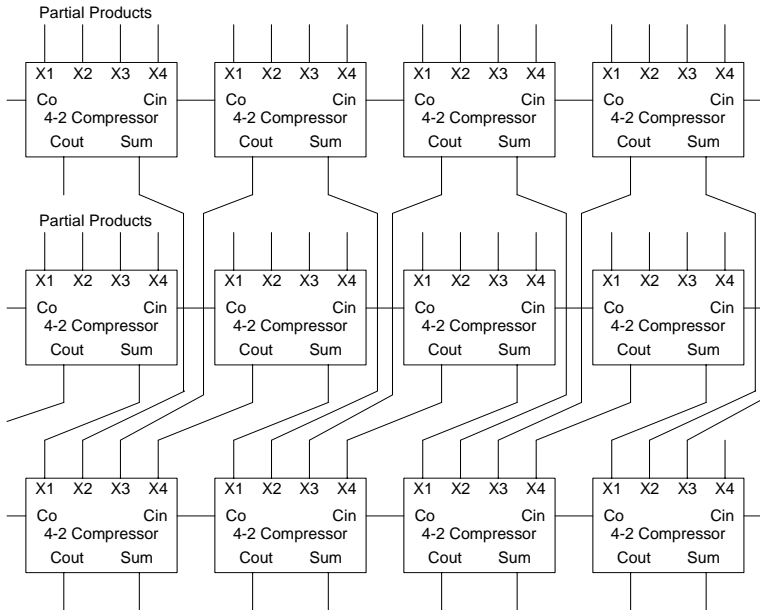 Partial Products
X1 X2 X3 X4 X1 X2 X3 X4 X1 X2 X3 X4 X1 X2 X3 X4
Co Cin Co Cin Co Cin Co Cin
4-2 Compressor 4-2 Compressor 4-2 Compressor 4-2 Compressor
Cout Sum Cout Sum Cout Sum Cout Sum
Partial Products
X1 X2 X3 X4 X1 X2 X3 X4 X1 X2 X3 X4 X1 X2 X3 X4
Co Cin Co Cin Co Cin Co Cin
4-2 Compressor 4-2 Compressor 4-2 Compressor 4-2 Compressor
Cout Sum Cout Sum Cout Sum Cout Sum
X1 X2 X3 X4 X1 X2 X3 X4 X1 X2 X3 X4 X1 X2 X3 X4
Co Cin Co Cin Co Cin Co Cin
4-2 Compressor 4-2 Compressor 4-2 Compressor 4-2 Compressor
Cout Sum Cout Sum Cout Sum Cout Sum